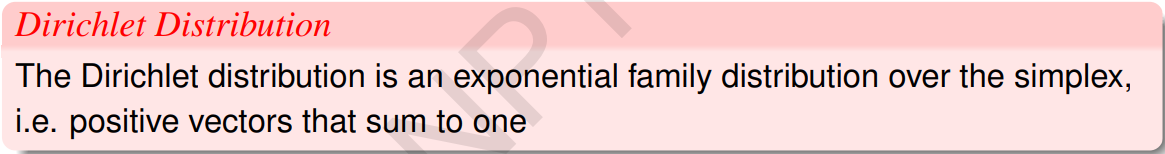 Dirichlet Distribution
The Dirichlet distribution is an exponential family distribution over the simplex,
i.e. positive vectors that sum to one